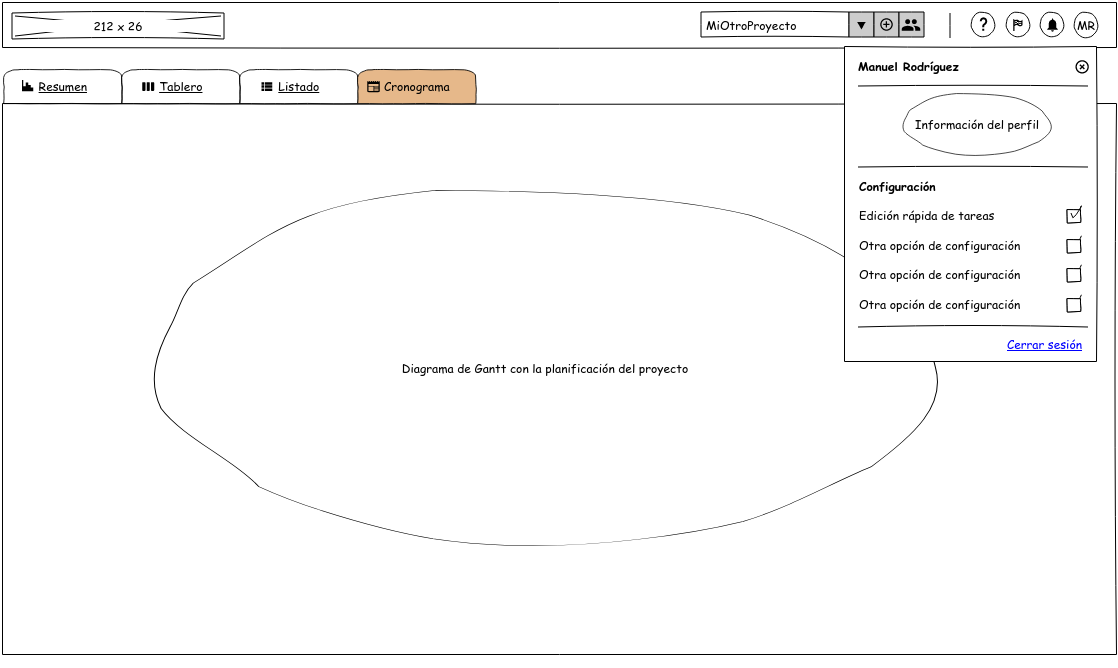 212 x 26
MiOtroProyecto
?
MR
Manuel Rodríguez
Resumen
Tablero
Listado
Cronograma
Información del perfil
Configuración
Edición rápida de tareas
Otra opción de configuración
Otra opción de configuración
Otra opción de configuración
Cerrar sesión
Diagrama de Gantt con la planificación del proyecto